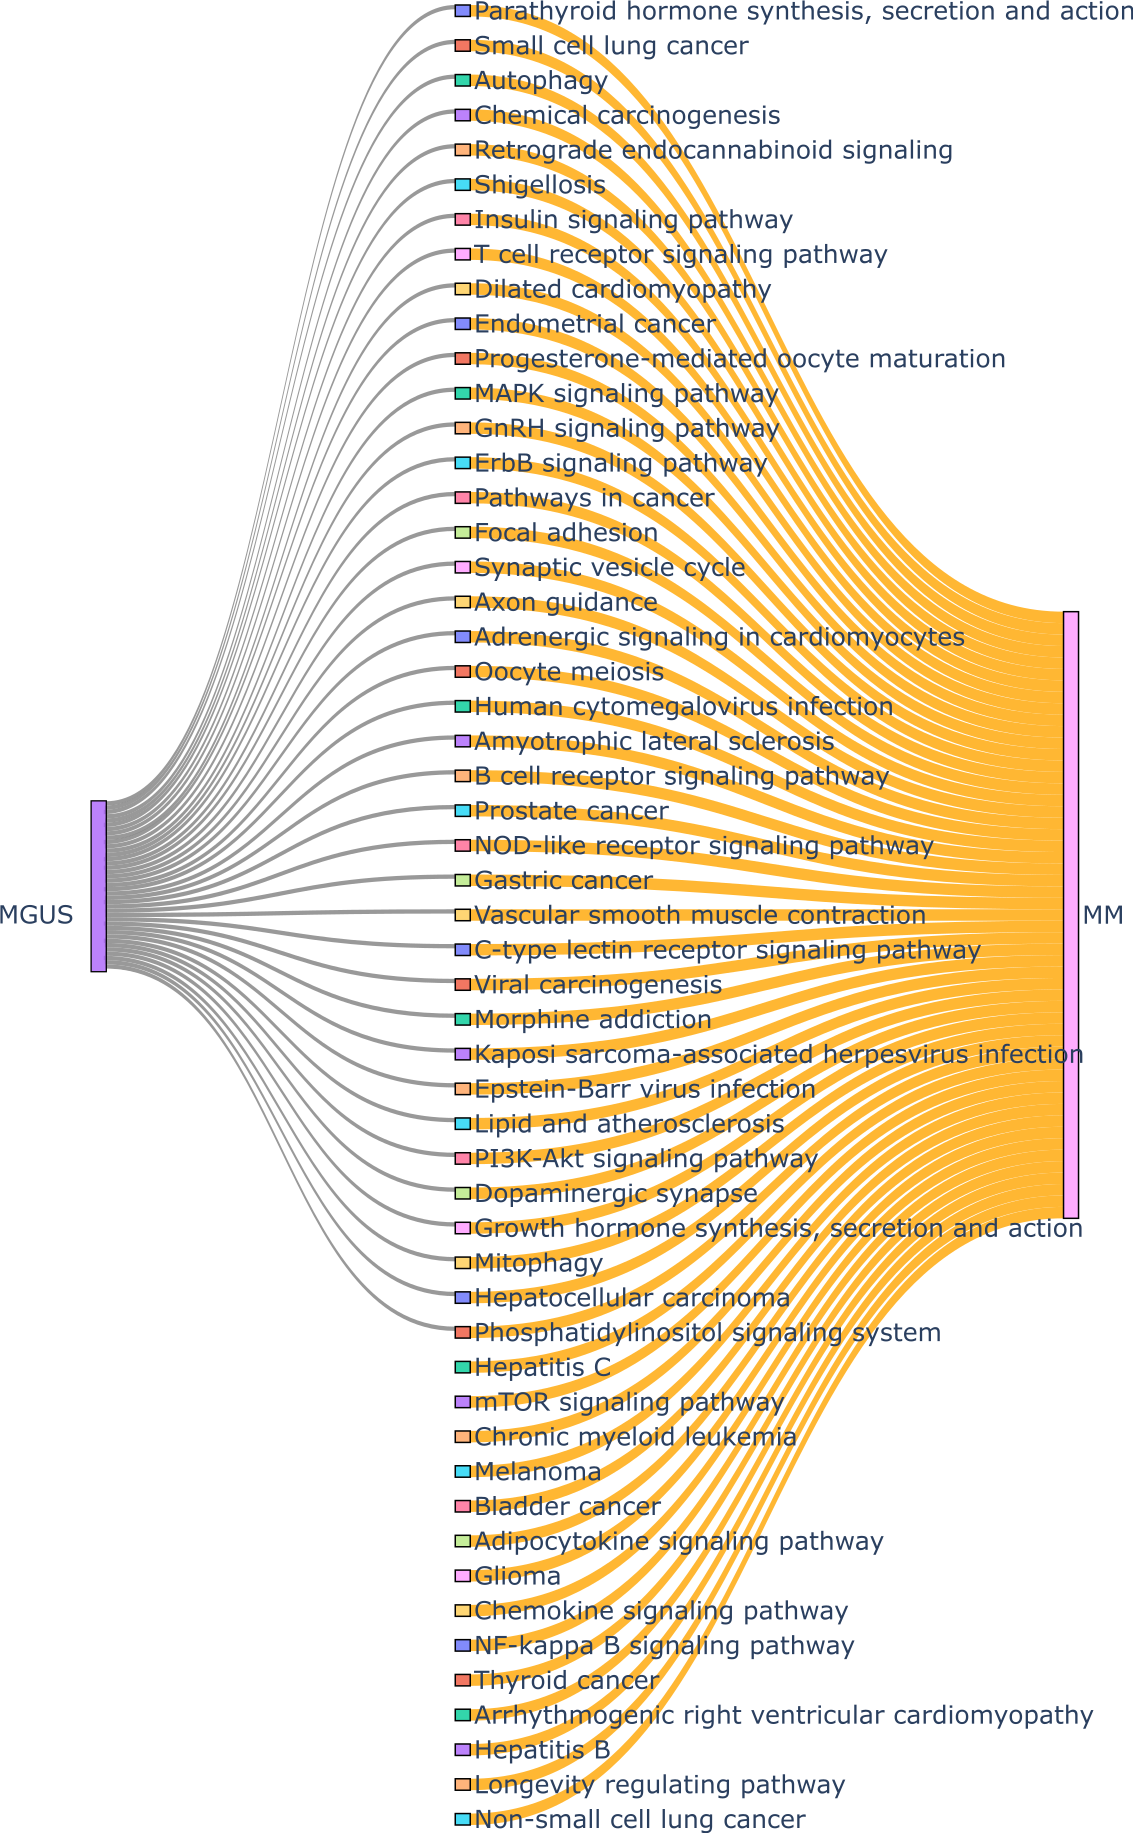 Parathyroid hormone synthesis, secretion and action
Small cell lung cancer
Autophagy
Chemical carcinogenesis
Retrograde endocannabinoid signaling
Shigellosis
Insulin signaling pathway
T cell receptor signaling pathway
Dilated cardiomyopathy
Endometrial cancer
Progesterone-mediated oocyte maturation
MAPK signaling pathway
GnRH signaling pathway
ErbB signaling pathway
Pathways in cancer
Focal adhesion
Synaptic vesicle cycle
Axon guidance
Adrenergic signaling in cardiomyocytes
Oocyte meiosis
Human cytomegalovirus infection
Amyotrophic lateral sclerosis
B cell receptor signaling pathway
Prostate cancer
NOD-like receptor signaling pathway
Gastric cancer
MGUS
Vascular smooth muscle contraction
MM
C-type lectin receptor signaling pathway
Viral carcinogenesis
Morphine addiction
Kaposi sarcoma-associated herpesvirus infection
Epstein-Barr virus infection
Lipid and atherosclerosis
PI3K-Akt signaling pathway
Dopaminergic synapse
Growth hormone synthesis, secretion and action
Mitophagy
Hepatocellular carcinoma
Phosphatidylinositol signaling system
Hepatitis C
mTOR signaling pathway
Chronic myeloid leukemia
Melanoma
Bladder cancer
Adipocytokine signaling pathway
Glioma
Chemokine signaling pathway
NF-kappa B signaling pathway
Thyroid cancer
Arrhythmogenic right ventricular cardiomyopathy
Hepatitis B
Longevity regulating pathway
Non-small cell lung cancer